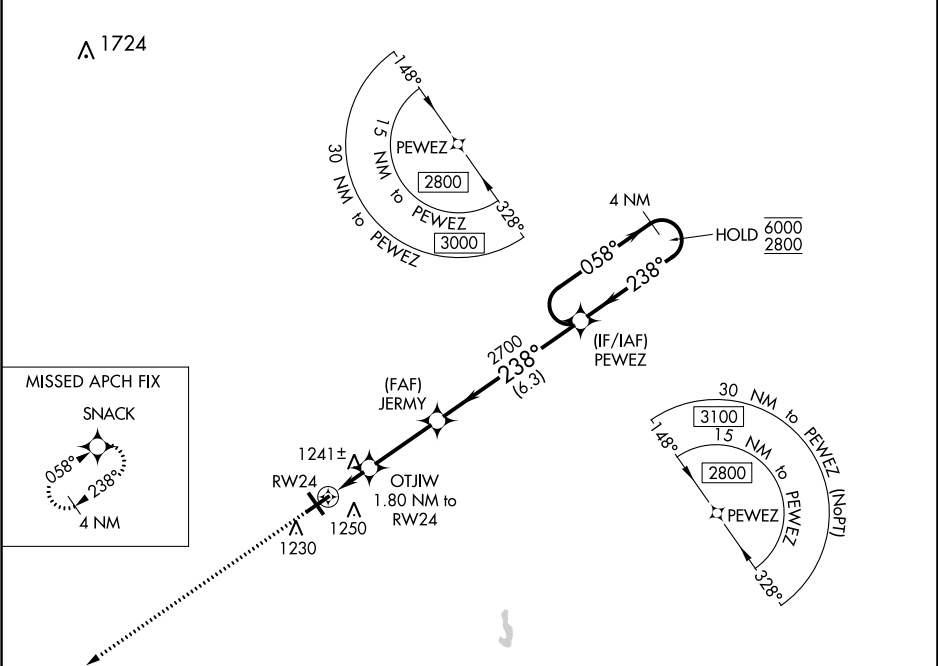 1724
148°
15 NM to PEWEZ
30 NM to PEWEZ
PEWEZ
2800
3000
328°
4 NM
HOLD 6000
2800
058°
238°
(IF/IAF)
PEWEZ
2700
238°
(6.3)
(FAF)
JERMY
MISSED APCH FIX
SNACK
058°
238°
4 NM
1241±
RW24
OTJIW
1.80 NM to
RW24
1250
1230
30 NM to PEWEZ (NoPT)
3100
148°
15 NM to PEWEZ
2800
PEWEZ
328°